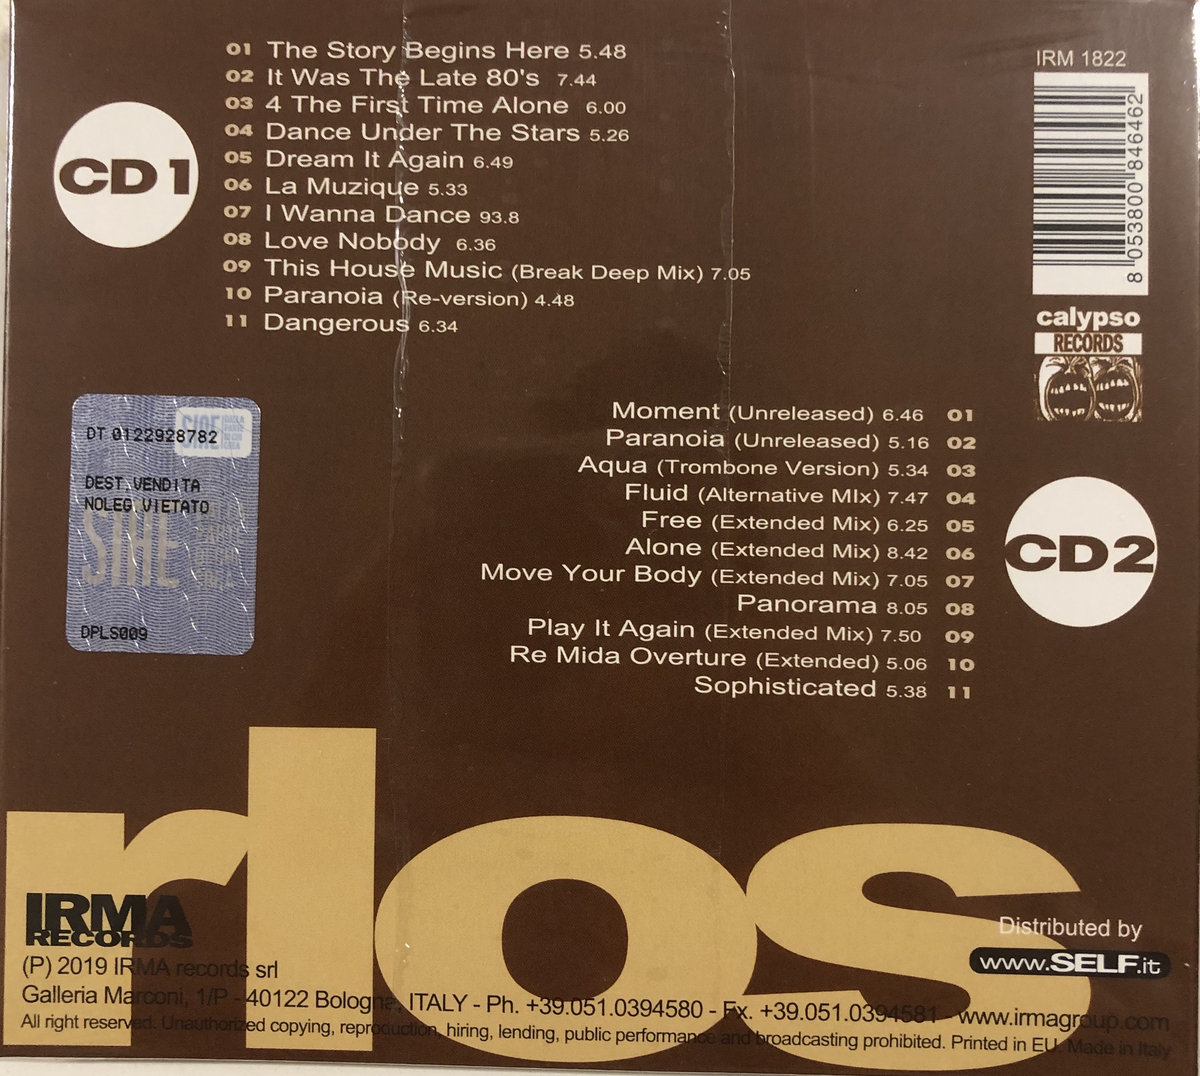 01 The Story Begins Here 5.48
02 It Was The Late 80's 7.44
03 4 The First Time Alone 6.00
04 Dance Under The Stars 5.26
05 Dream It Again 6.49
06 La Muzique 5.33
07 I Wanna Dance 93.8
08 Love Nobody 6.36
09 This House Music (Break Deep Mix) 7.05
10 Paranoia (Re-version) 4.48
11 Dangerous 6.34
CD 1
IRM 1822
8 053800 846462
calypso
RECORDS
DT 0122928782
SIAE
DEST.VENDITA
NOLEG.VIETATO
SIAE
DPLS009
Moment (Unreleased) 6.46 01
Paranoia (Unreleased) 5.16 02
Aqua (Trombone Version) 5.34 03
Fluid (Alternative MIx) 7.47 04
Free (Extended Mix) 6.25 05
Alone (Extended Mix) 8.42 06
Move Your Body (Extended Mix) 7.05 07
Panorama 8.05 08
Play It Again (Extended Mix) 7.50 09
Re Mida Overture (Extended) 5.06 10
Sophisticated 5.38 11
CD 2
rlos
IRMA
RECORDS
(P) 2019 IRMA records srl
Galleria Marconi, 1/P - 40122 Bologna, ITALY - Ph. +39.051.0394580 - Fx. +39.051.0394581 - www.irmagroup.com
All right reserved. Unauthorized copying, reproduction, hiring, lending, public performance and broadcasting prohibited. Printed in EU. Made in Italy
Distributed by
www.SELF.it